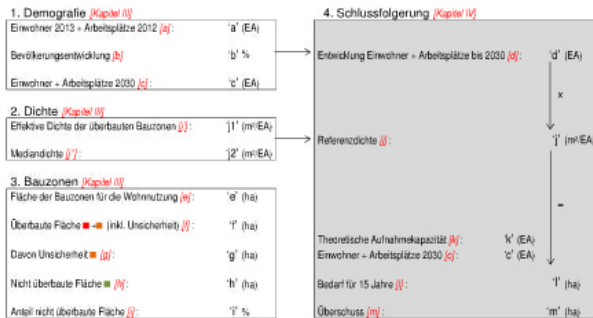 1. Demografie [Kapitel III]
Einwohner 2013 + Arbeitsplätze 2012 [a]: 'a' (EA)
Bevölkerungsentwicklung [b] 'b' %
Einwohner + Arbeitsplätze 2030 [c]: 'c' (EA)
2. Dichte [Kapitel III]
Effektive Dichte der überbauten Bauzonen [j']: 'j1' (m²/EA)
Mediandichte [j'']: 'j2' (m²/EA)
3. Bauzonen [Kapitel III]
Fläche der Bauzonen für die Wohnnutzung [e]: 'e' (ha)
Überbaute Fläche + (inkl. Unsicherheit) [f]: 'f' (ha)
Davon Unsicherheit [g]: 'g' (ha)
Nicht überbaute Fläche [h]: 'h' (ha)
Anteil nicht überbaute Fläche [i]: 'i' %
4. Schlussfolgerung [Kapitel IV]
Entwicklung Einwohner + Arbeitsplätze bis 2030 [d]: 'd' (EA)
x
Referenzdichte [j]: 'j' (m²/EA)
=
Theoretische Aufnahmekapazität [k]: 'k' (EA)
Einwohner + Arbeitsplätze 2030 [c]: 'c' (EA)
Bedarf für 15 Jahre [l]: 'l' (ha)
Überschuss [m]: 'm' (ha)